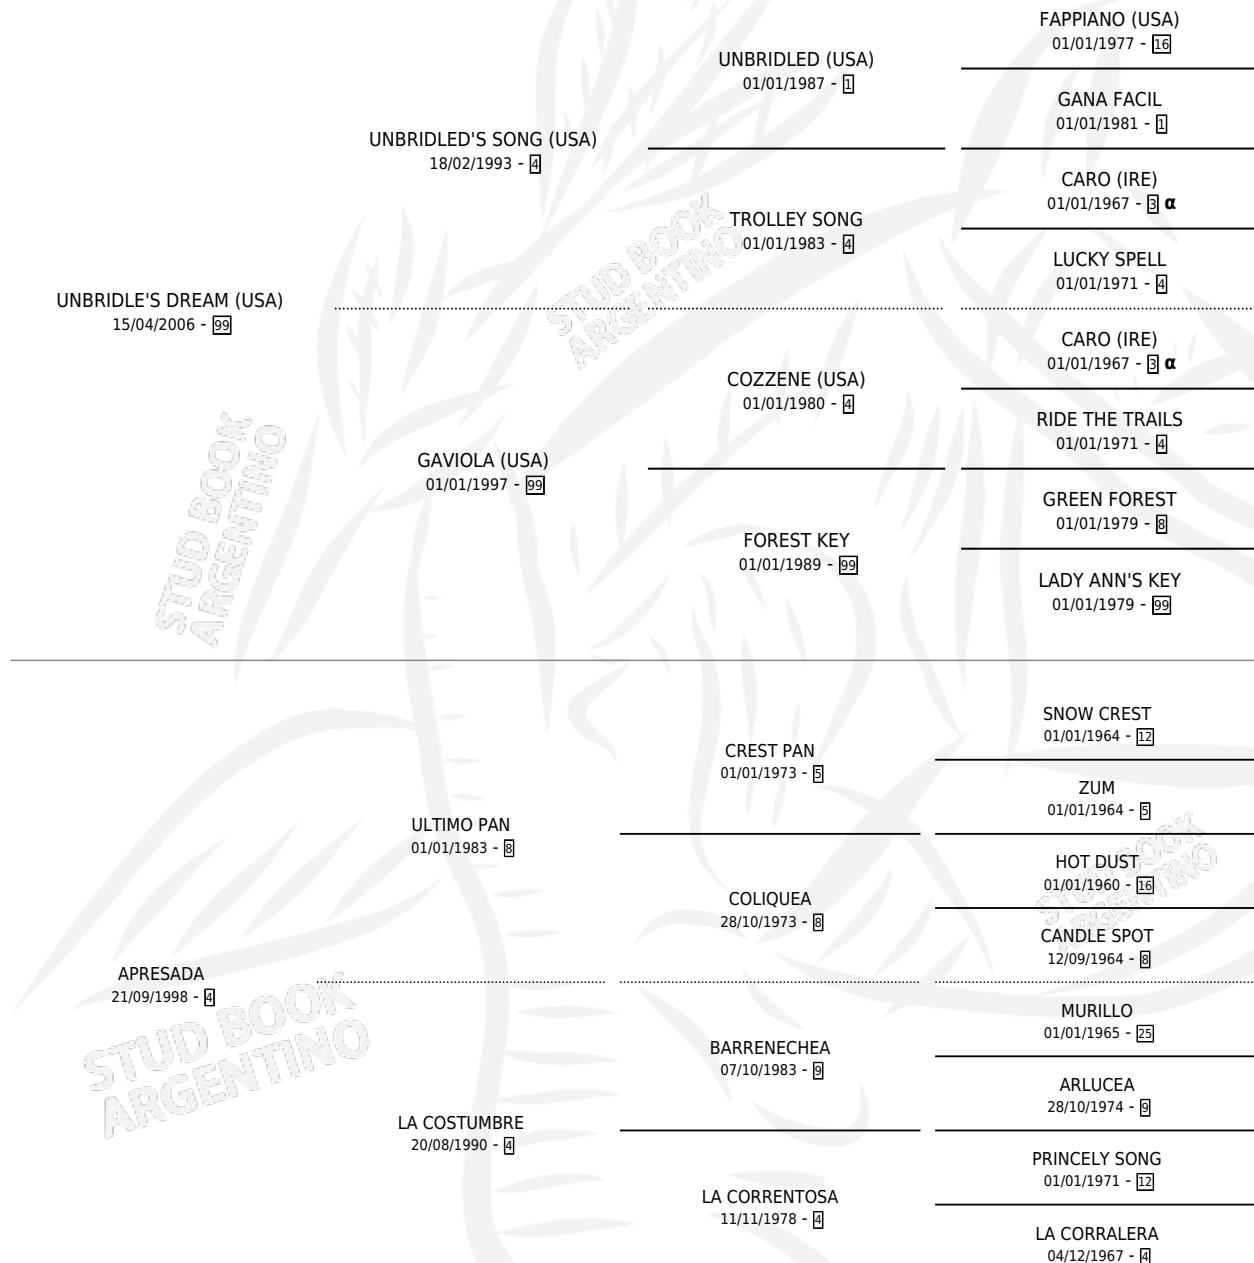 FAPPIANO (USA)
01/01/1977 - 16
UNBRIDLED (USA)
01/01/1987 - 1
GANA FACIL
01/01/1981 - 1
UNBRIDLED'S SONG (USA)
18/02/1993 - 4
CARO (IRE)
01/01/1967 - 3 α
TROLLEY SONG
01/01/1983 - 4
LUCKY SPELL
01/01/1971 - 4
UNBRIDLE'S DREAM (USA)
15/04/2006 - 99
CARO (IRE)
01/01/1967 - 3 α
COZZENE (USA)
01/01/1980 - 4
RIDE THE TRAILS
01/01/1971 - 4
GAVIOLA (USA)
01/01/1997 - 99
GREEN FOREST
01/01/1979 - 8
FOREST KEY
01/01/1989 - 99
LADY ANN'S KEY
01/01/1979 - 99
SNOW CREST
01/01/1964 - 12
CREST PAN
01/01/1973 - 5
ZUM
01/01/1964 - 5
ULTIMO PAN
01/01/1983 - 8
HOT DUST
01/01/1960 - 16
COLIQUEA
28/10/1973 - 8
CANDLE SPOT
12/09/1964 - 8
APRESADA
21/09/1998 - 4
MURILLO
01/01/1965 - 25
BARRENECHEA
07/10/1983 - 9
ARLUCEA
28/10/1974 - 9
LA COSTUMBRE
20/08/1990 - 4
PRINCELY SONG
01/01/1971 - 12
LA CORRENTOSA
11/11/1978 - 4
LA CORRALERA
04/12/1967 - 4
STUD BOOK
ARGENTINO
STUD BOOK
ARGENTINO
STUD BOOK
ARGENTINO
STUD BOOK
ARGENTINO